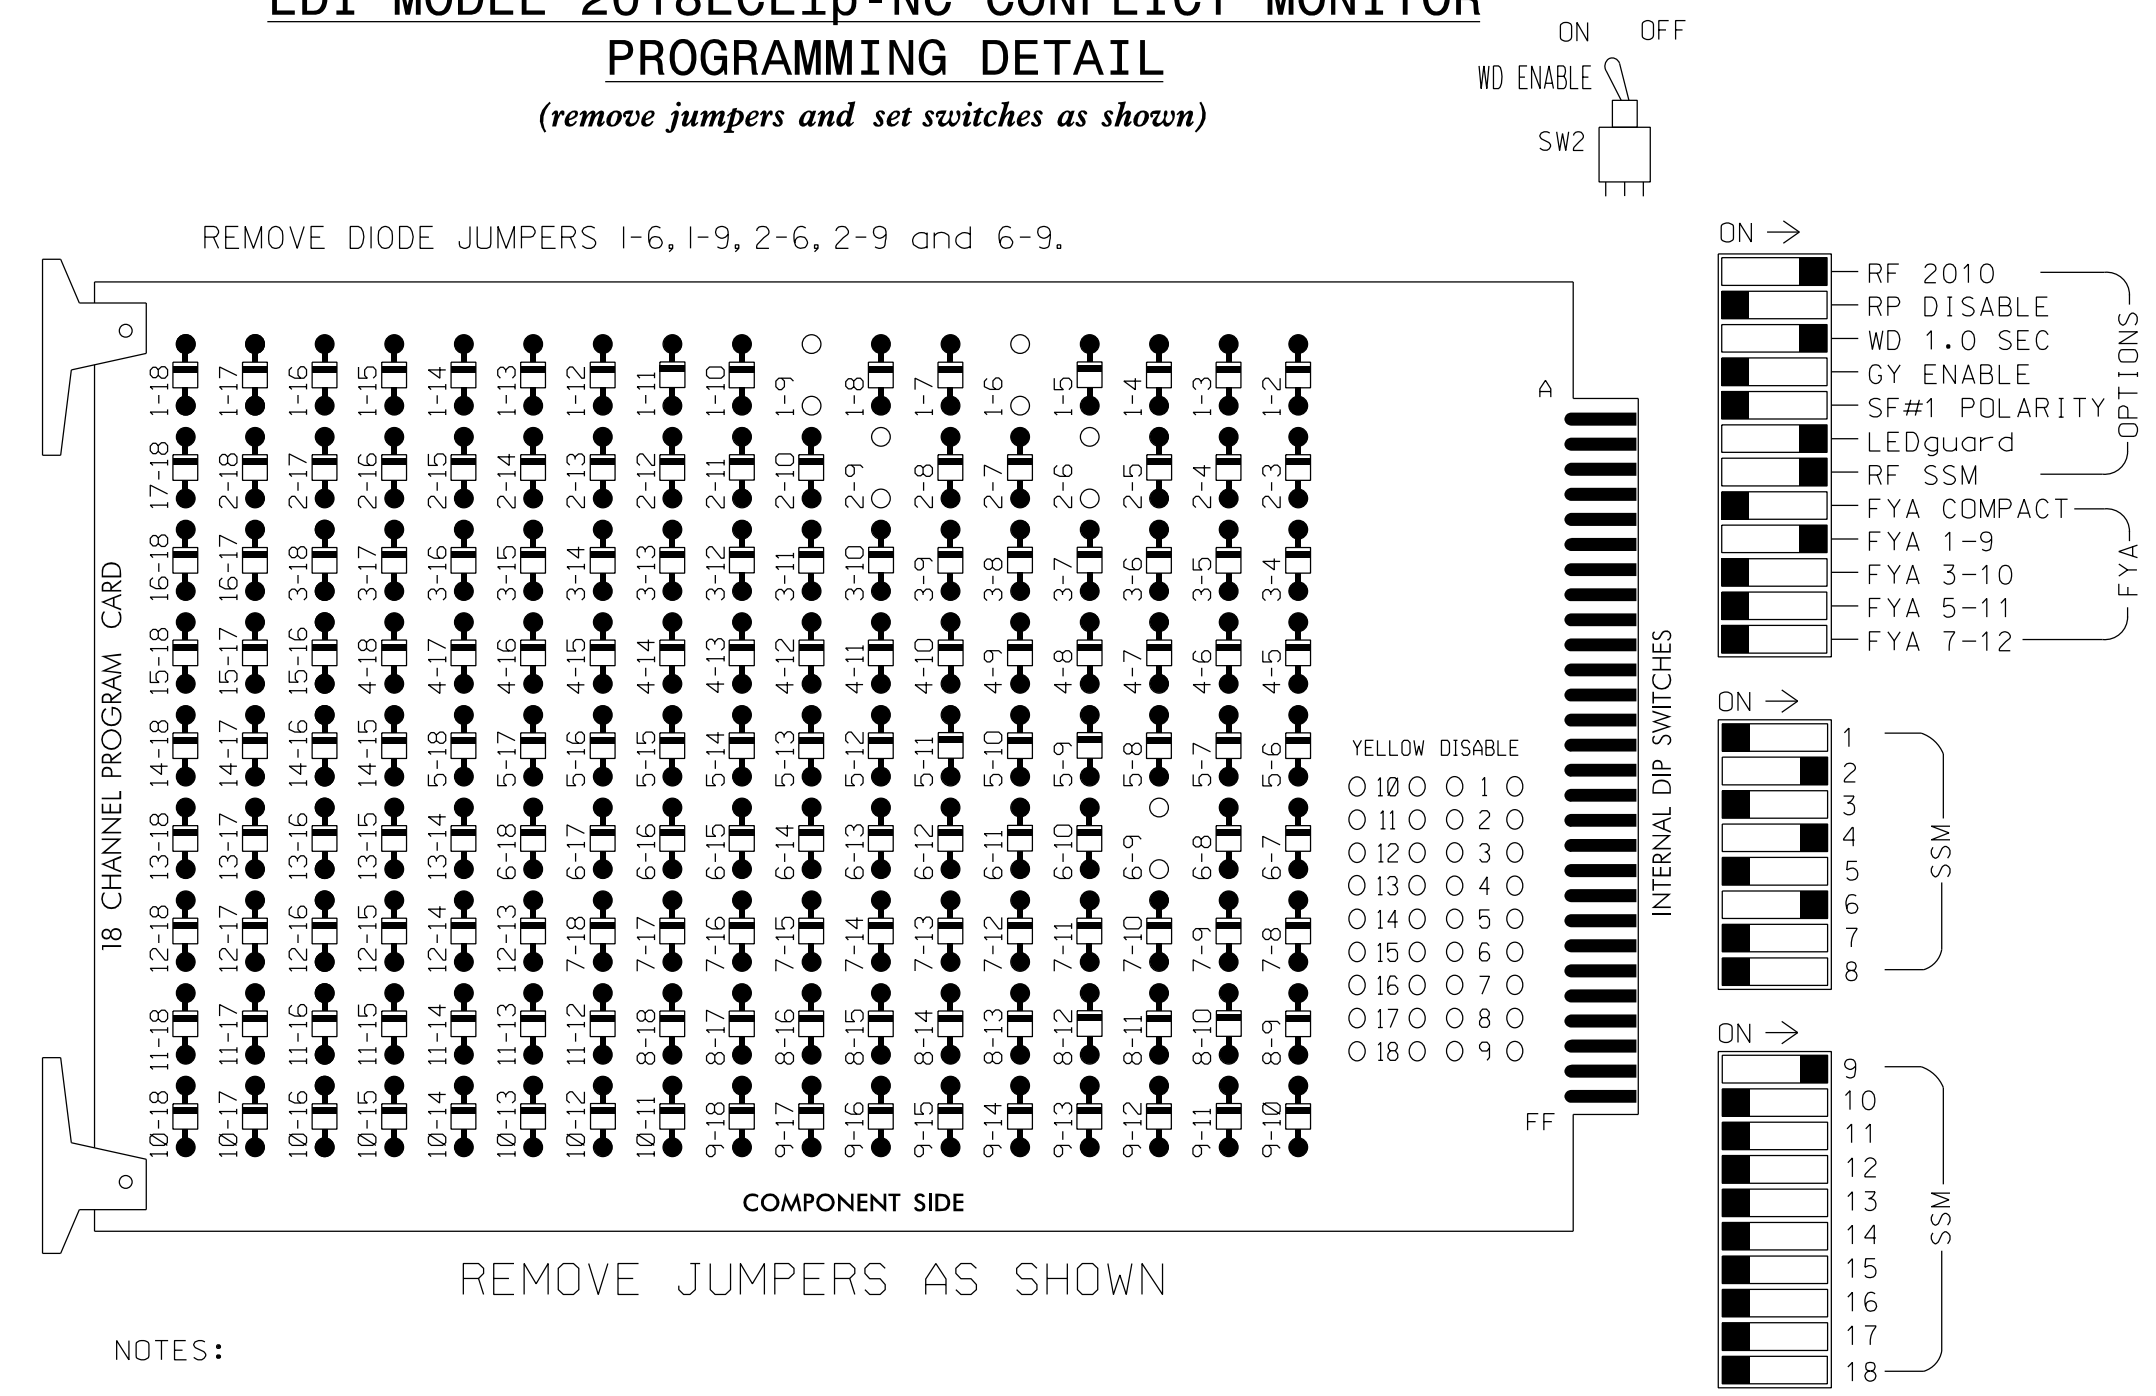 EDI MODEL 2018ECLip-NC CONFLICT MONITOR
PROGRAMMING DETAIL
(remove jumpers and set switches as shown)
ON OFF
WD ENABLE
SW2
REMOVE DIODE JUMPERS 1-6, 1-9, 2-6, 2-9 and 6-9.
18 CHANNEL PROGRAM CARD
1-18 1-17 1-16 1-15 1-14 1-13 1-12 1-11 1-10 1-9 1-8 1-7 1-6 1-5 1-4 1-3 1-2
17-18 2-18 2-17 2-16 2-15 2-14 2-13 2-12 2-11 2-10 2-9 2-8 2-7 2-6 2-5 2-4 2-3
16-18 16-17 3-18 3-17 3-16 3-15 3-14 3-13 3-12 3-11 3-10 3-9 3-8 3-7 3-6 3-5 3-4
15-18 15-17 15-16 4-18 4-17 4-16 4-15 4-14 4-13 4-12 4-11 4-10 4-9 4-8 4-7 4-6 4-5
14-18 14-17 14-16 14-15 5-18 5-17 5-16 5-15 5-14 5-13 5-12 5-11 5-10 5-9 5-8 5-7 5-6
13-18 13-17 13-16 13-15 13-14 6-18 6-17 6-16 6-15 6-14 6-13 6-12 6-11 6-10 6-9 6-8 6-7
12-18 12-17 12-16 12-15 12-14 12-13 7-18 7-17 7-16 7-15 7-14 7-13 7-12 7-11 7-10 7-9 7-8
11-18 11-17 11-16 11-15 11-14 11-13 11-12 8-18 8-17 8-16 8-15 8-14 8-13 8-12 8-11 8-10 8-9
10-18 10-17 10-16 10-15 10-14 10-13 10-12 10-11 9-18 9-17 9-16 9-15 9-14 9-13 9-12 9-11 9-10
A
FF
YELLOW DISABLE
10 1
11 2
12 3
13 4
14 5
15 6
16 7
17 8
18 9
COMPONENT SIDE
REMOVE JUMPERS AS SHOWN
NOTES:
INTERNAL DIP SWITCHES
ON
RF 2010
RP DISABLE
WD 1.0 SEC
GY ENABLE
SF#1 POLARITY
LEDguard
RF SSM
OPTIONS
FYA COMPACT
FYA 1-9
FYA 3-10
FYA 5-11
FYA 7-12
FYA
ON
1
2
3
4
5
6
7
8
SSM
ON
9
10
11
12
13
14
15
16
17
18
SSM